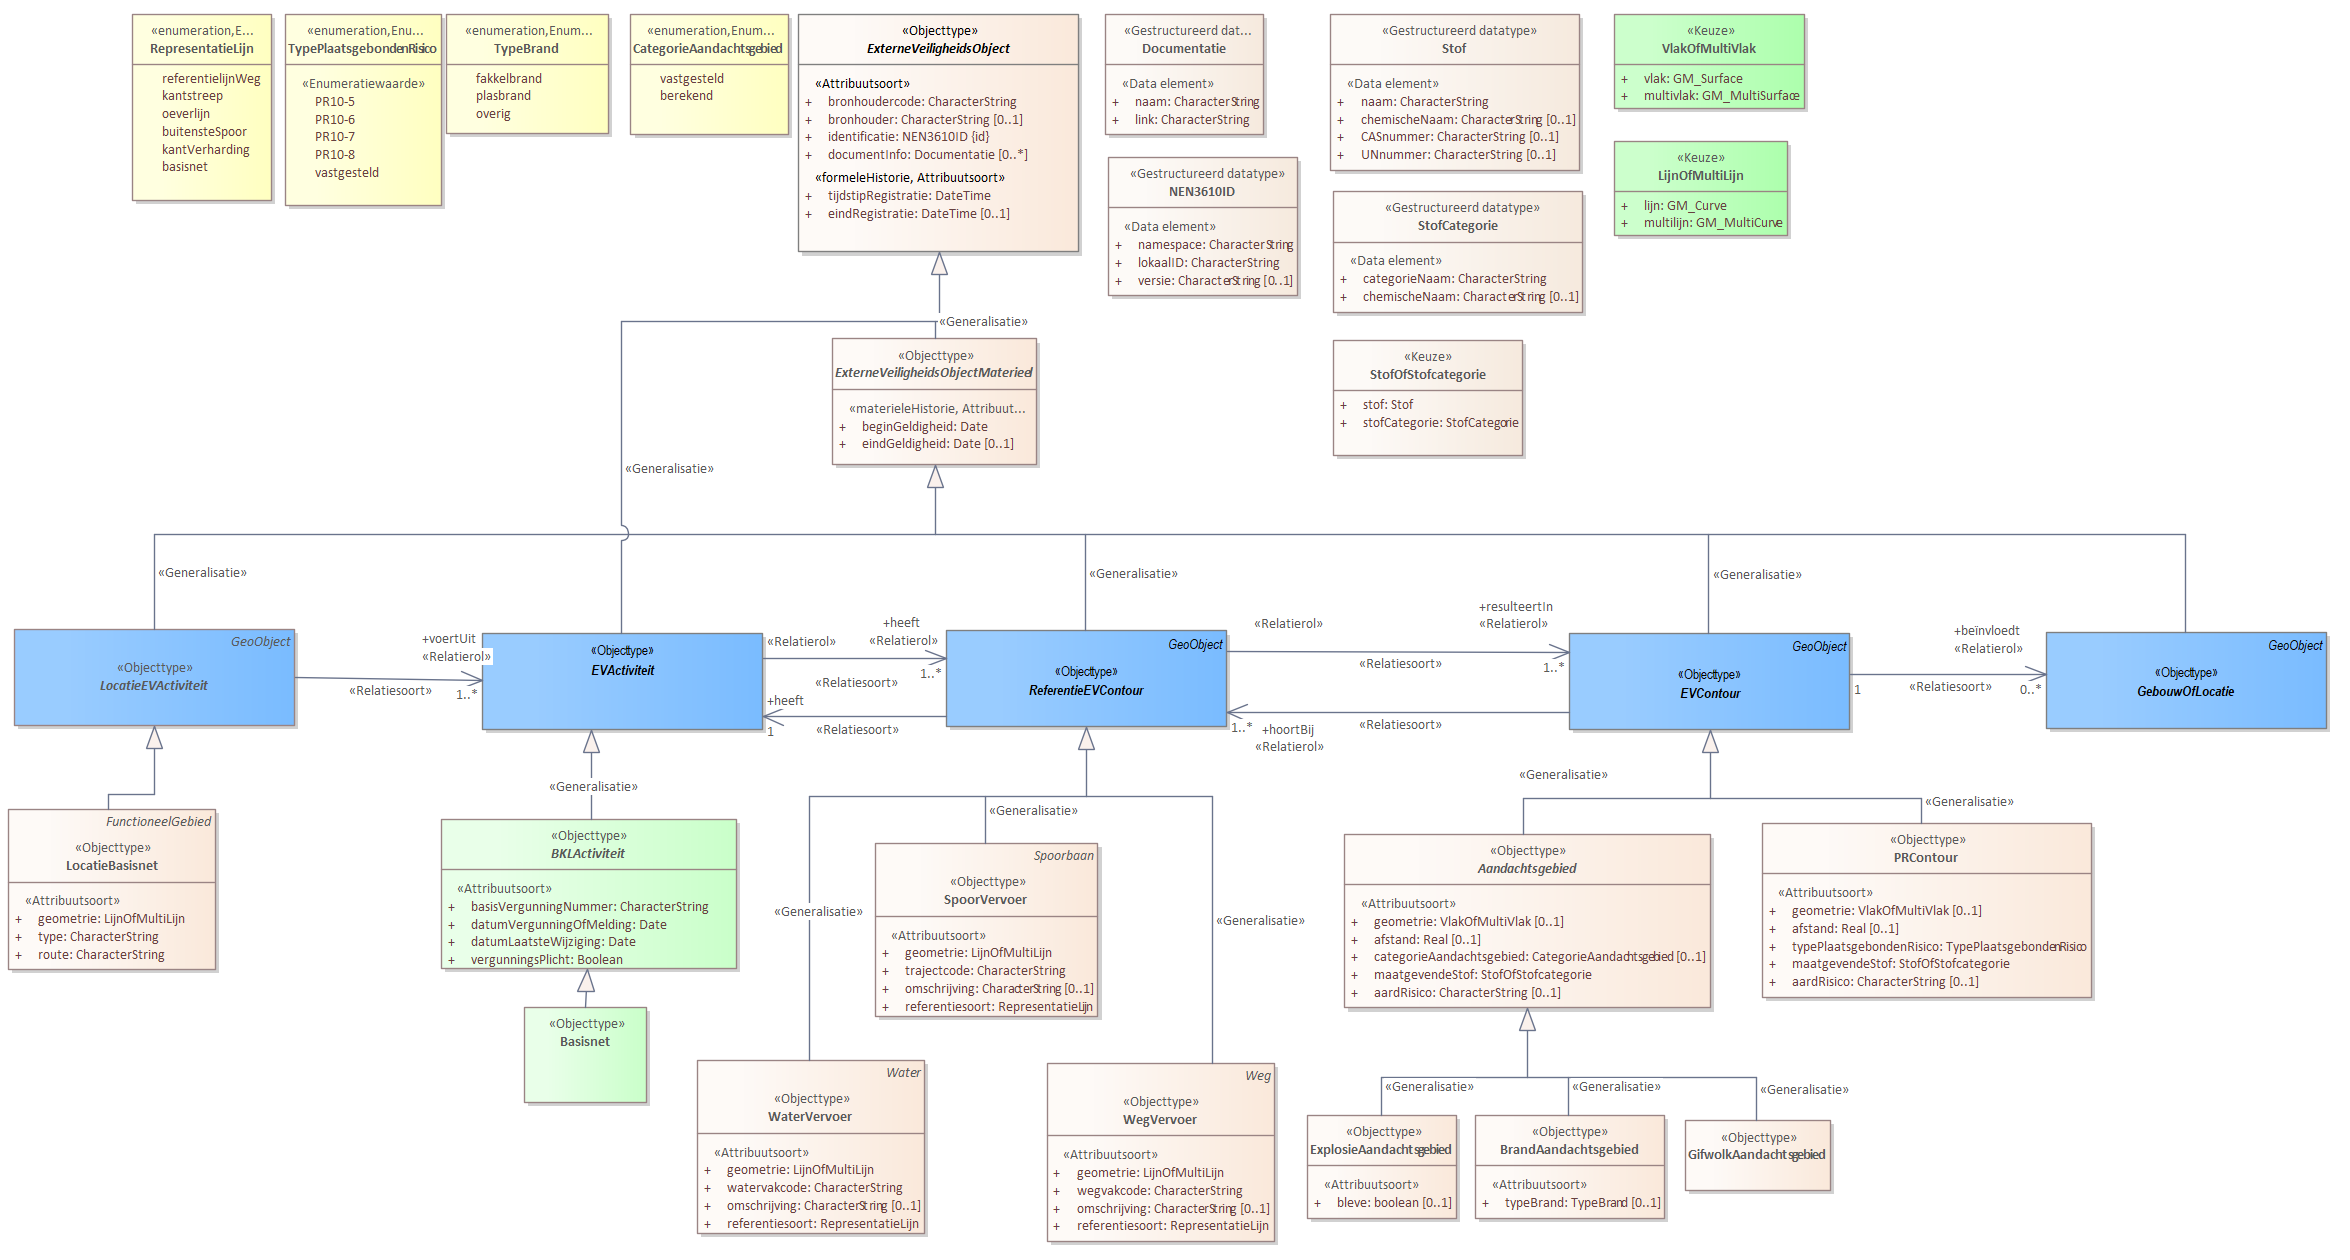 «enumeration,E...
RepresentatieLijn
referentielijnWeg
kantstreep
oeverlijn
buitensteSpoor
kantVerharding
basisnet
«enumeration,Enu...
TypePlaatsgebondenRisico
«Enumeratiewaarde»
PR10-5
PR10-6
PR10-7
PR10-8
vastgesteld
«enumeration,Enum...
TypeBrand
fakkelbrand
plasbrand
overig
«enumeration,Enum...
CategorieAandachtsgebied
vastgesteld
berekend
«Objecttype»
ExterneVeiligheidsObject
«Attribuutsoort»
+ bronhoudercode: CharacterString
+ bronhouder: CharacterString [0..1]
+ identificatie: NEN3610ID {id}
+ documentInfo: Documentatie [0..*]
«formeleHistorie, Attribuutsoort»
+ tijdstipRegistratie: DateTime
+ eindRegistratie: DateTime [0..1]
«Gestructureerd dat...
Documentatie
«Data element»
+ naam: CharacterString
+ link: CharacterString
«Gestructureerd datatype»
NEN3610ID
«Data element»
+ namespace: CharacterString
+ lokaalID: CharacterString
+ versie: CharacterString [0..1]
«Gestructureerd datatype»
Stof
«Data element»
+ naam: CharacterString
+ chemischeNaam: CharacterString [0..1]
+ CASnummer: CharacterString [0..1]
+ UNnummer: CharacterString [0..1]
«Gestructureerd datatype»
StofCategorie
«Data element»
+ categorieNaam: CharacterString
+ chemischeNaam: CharacterString [0..1]
«Keuze»
StofOfStofcategorie
+ stof: Stof
+ stofCategorie: StofCategorie
«Keuze»
VlakOfMultiVlak
+ vlak: GM_Surface
+ multivlak: GM_MultiSurface
«Keuze»
LijnOfMultiLijn
+ lijn: GM_Curve
+ multilijn: GM_MultiCurve
«Generalisatie»
«Objecttype»
ExterneVeiligheidsObjectMaterieel
«materieleHistorie, Attribuut...
+ beginGeldigheid: Date
+ eindGeldigheid: Date [0..1]
«Generalisatie»
«Generalisatie»
«Generalisatie»
«Generalisatie»
GeoObject
«Objecttype»
LocatieEVActiviteit
+voertUit
«Relatierol»
«Relatiesoort»
1..*
«Objecttype»
EVActiviteit
«Relatierol»
+heeft
«Relatierol»
«Relatiesoort»
1..*
+heeft
1
«Relatiesoort»
GeoObject
«Objecttype»
ReferentieEVContour
«Relatierol»
+resulteertIn
«Relatierol»
«Relatiesoort»
1..*
«Relatiesoort»
1..*
+hoortBij
«Relatierol»
GeoObject
«Objecttype»
EVContour
+beïnvloedt
«Relatierol»
1
«Relatiesoort»
0..*
GeoObject
«Objecttype»
GebouwOfLocatie
FunctioneelGebied
«Objecttype»
LocatieBasisnet
«Attribuutsoort»
+ geometrie: LijnOfMultiLijn
+ type: CharacterString
+ route: CharacterString
«Generalisatie»
«Objecttype»
BKLActiviteit
«Attribuutsoort»
+ basisVergunningNummer: CharacterString
+ datumVergunningOfMelding: Date
+ datumLaatsteWijziging: Date
+ vergunningsPlicht: Boolean
«Objecttype»
Basisnet
«Generalisatie»
«Generalisatie»
«Generalisatie»
Spoorbaan
«Objecttype»
SpoorVervoer
«Attribuutsoort»
+ geometrie: LijnOfMultiLijn
+ trajectcode: CharacterString
+ omschrijving: CharacterString [0..1]
+ referentiesoort: RepresentatieLijn
Water
«Objecttype»
WaterVervoer
«Attribuutsoort»
+ geometrie: LijnOfMultiLijn
+ watervakcode: CharacterString
+ omschrijving: CharacterString [0..1]
+ referentiesoort: RepresentatieLijn
Weg
«Objecttype»
WegVervoer
«Attribuutsoort»
+ geometrie: LijnOfMultiLijn
+ wegvakcode: CharacterString
+ omschrijving: CharacterString [0..1]
+ referentiesoort: RepresentatieLijn
«Generalisatie»
«Generalisatie»
«Objecttype»
Aandachtsgebied
«Attribuutsoort»
+ geometrie: VlakOfMultiVlak [0..1]
+ afstand: Real [0..1]
+ categorieAandachtsgebied: CategorieAandachtsgebied [0..1]
+ maatgevendeStof: StofOfStofcategorie
+ aardRisico: CharacterString [0..1]
«Objecttype»
PRContour
«Attribuutsoort»
+ geometrie: VlakOfMultiVlak [0..1]
+ afstand: Real [0..1]
+ typePlaatsgebondenRisico: TypePlaatsgebondenRisico
+ maatgevendeStof: StofOfStofcategorie
+ aardRisico: CharacterString [0..1]
«Generalisatie»
«Generalisatie»
«Generalisatie»
«Objecttype»
ExplosieAandachtsgebied
«Attribuutsoort»
+ bleve: boolean [0..1]
«Objecttype»
BrandAandachtsgebied
«Attribuutsoort»
+ typeBrand: TypeBrand [0..1]
«Objecttype»
GifwolkAandachtsgebied